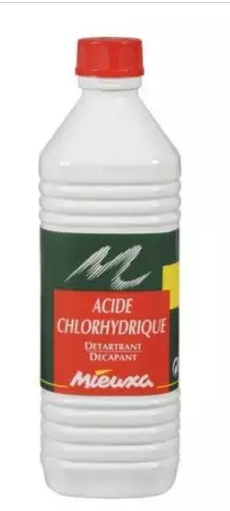 ACIDE
CHLORHYDRIQUE
DETARTRANT
DECAPANT
Mieuxa